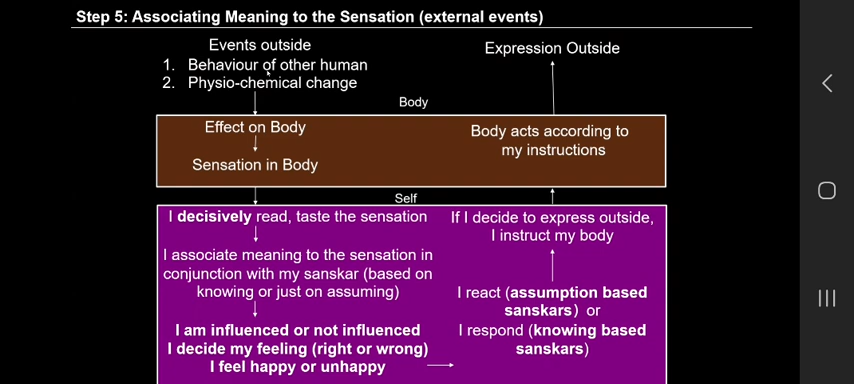 Step 5: Associating Meaning to the Sensation (external events)
Events outside
1. Behaviour of other human
2. Physio-chemical change
Expression Outside
Body
Effect on Body
Sensation in Body
Body acts according to
my instructions
Self
I decisively read, taste the sensation
I associate meaning to the sensation in
conjunction with my sanskar (based on
knowing or just on assuming)
I am influenced or not influenced
I decide my feeling (right or wrong)
I feel happy or unhappy
If I decide to express outside,
I instruct my body
I react (assumption based
sanskars) or
I respond (knowing based
sanskars)